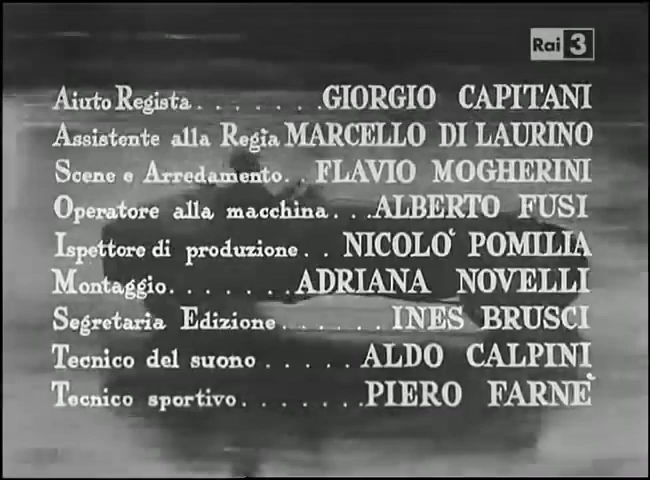 Rai 3
Aiuto Regista.......GIORGIO CAPITANI
Assistente alla Regia MARCELLO DI LAURINO
Scene e Arredamento.. FLAVIO MOGHERINI
Operatore alla macchina...ALBERTO FUSI
Ispettore di produzione.. NICOLO' POMILIA
Montaggio.......ADRIANA NOVELLI
Segretaria Edizione......INES BRUSCI
Tecnico del suono.....ALDO CALPINI
Tecnico sportivo.......PIERO FARNE'